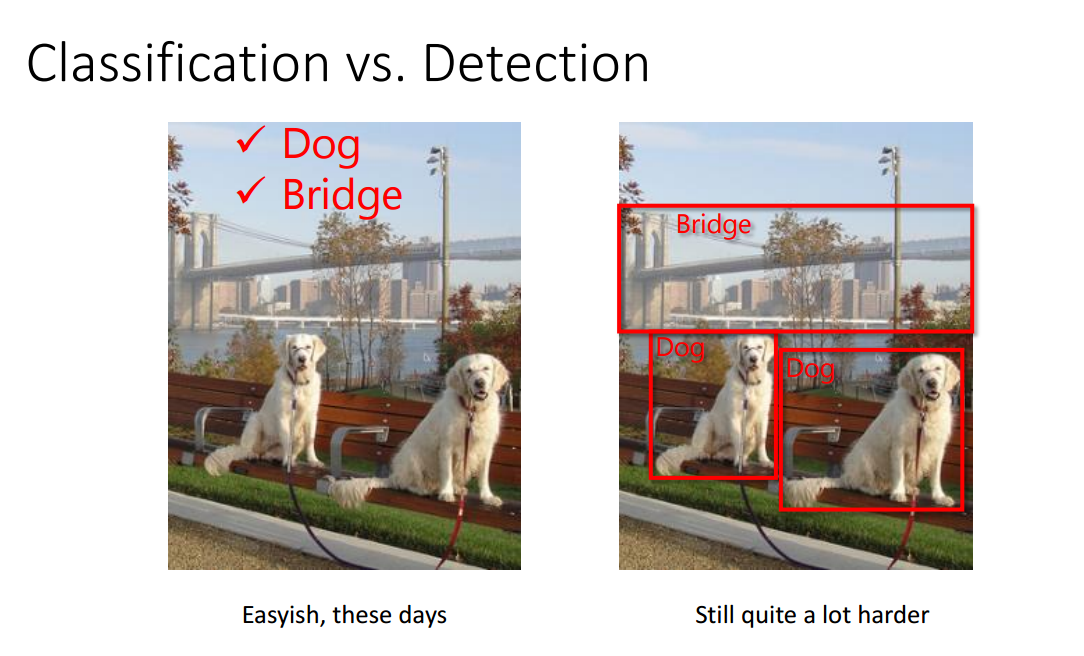 Classification vs. Detection
✓ Dog
✓ Bridge
Bridge
Dog
Dog
Easyish, these days
Still quite a lot harder